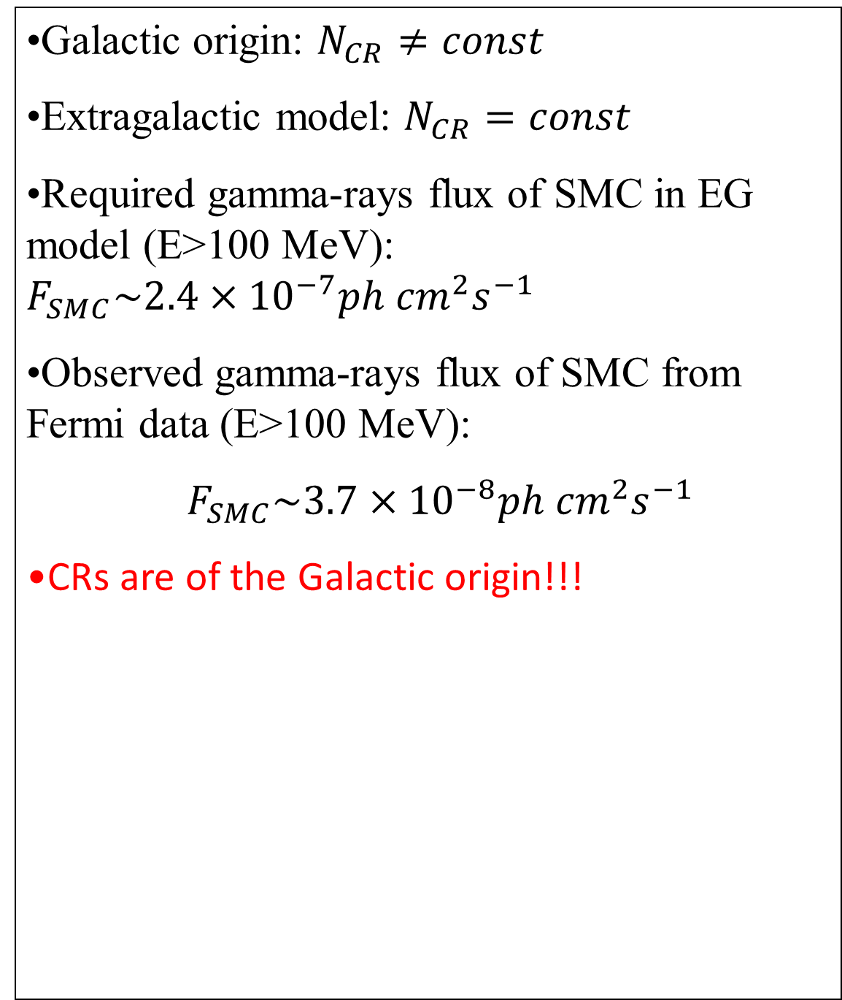 •Galactic origin: $N_{CR} \neq const$
•Extragalactic model: $N_{CR} = const$
•Required gamma-rays flux of SMC in EG
model (E>100 MeV):
$F_{SMC} \sim 2.4 \times 10^{-7} ph\ cm^2 s^{-1}$
•Observed gamma-rays flux of SMC from
Fermi data (E>100 MeV):
$F_{SMC} \sim 3.7 \times 10^{-8} ph\ cm^2 s^{-1}$
•CRs are of the Galactic origin!!!